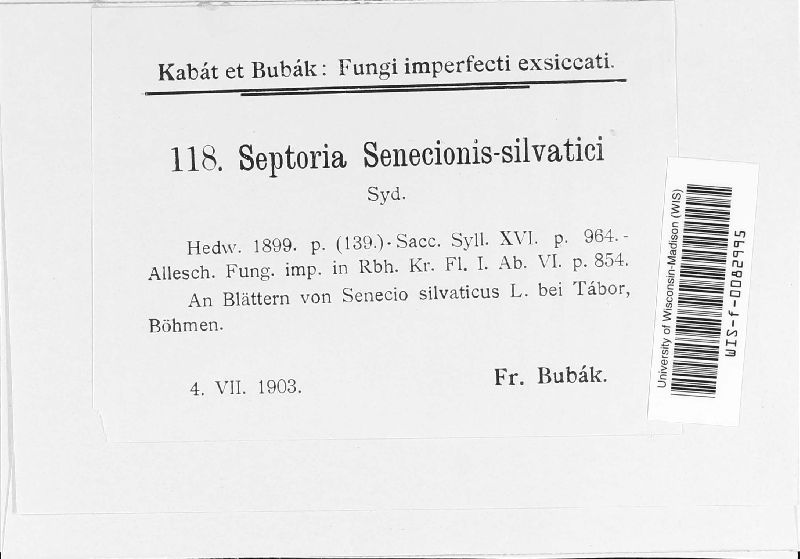 Kabát et Bubák: Fungi imperfecti exsiccati.
118. Septoria Senecionis-silvatici
Syd.
Hedw. 1899. p. (139.)- Sacc. Syll. XVI. p. 964.-
Allesch. Fung. imp. in Rbh. Kr. Fl. I. Ab. VI. p. 854.
An Blättern von Senecio silvaticus L. bei Tábor,
Böhmen.
4. VII. 1903.
Fr. Bubák.
University of Wisconsin-Madison (WIS)
WIS-f-0082995